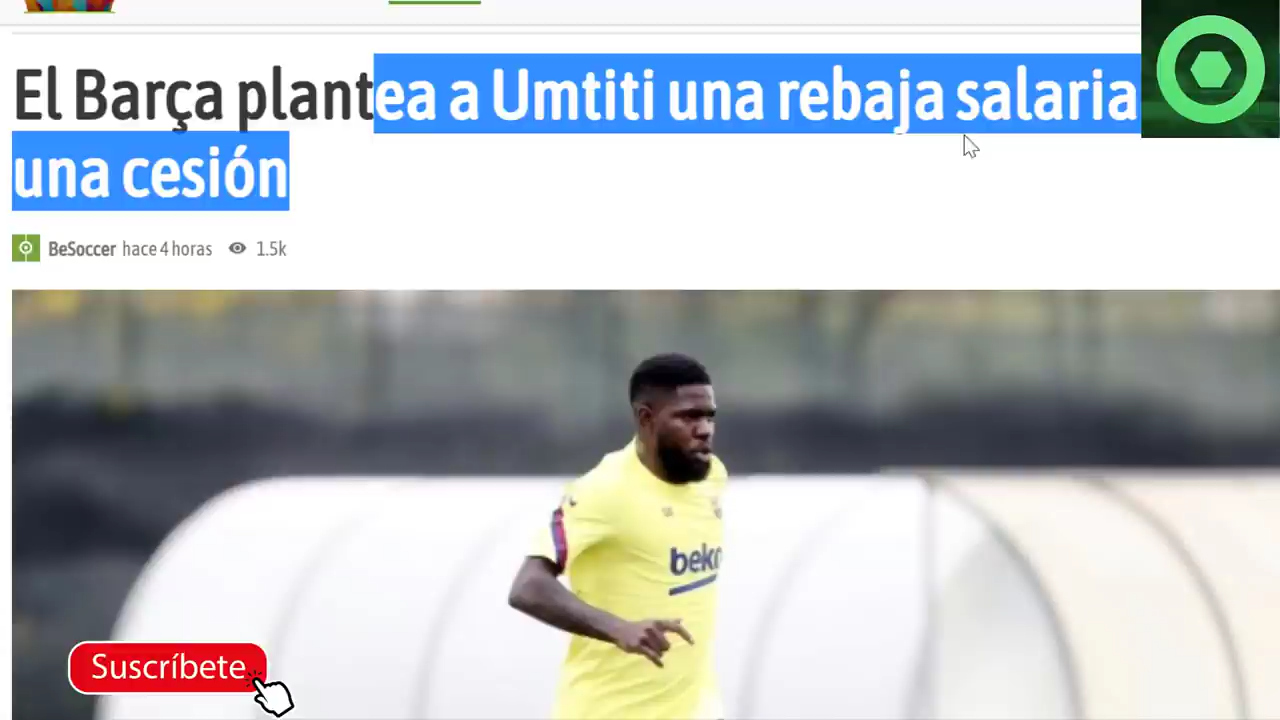 El Barça plantea a Umtiti una rebaja salaria
una cesión
BeSoccer hace 4 horas 1.5k
beko
Suscríbete